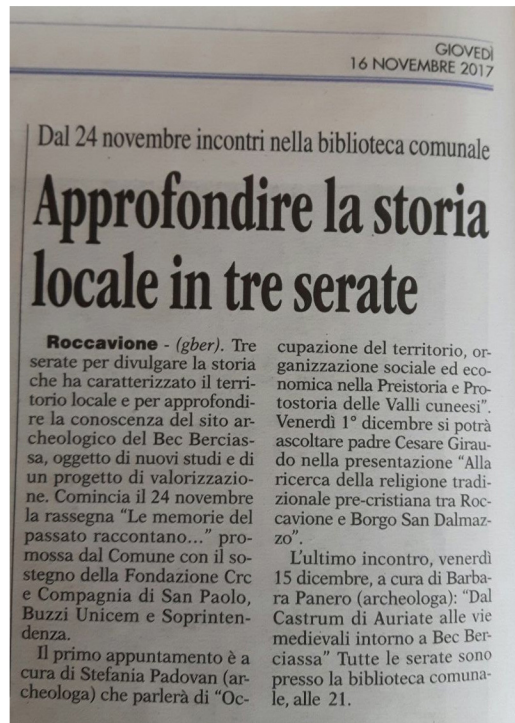 GIOVEDÌ
16 NOVEMBRE 2017
Dal 24 novembre incontri nella biblioteca comunale
Approfondire la storia
locale in tre serate
Roccavione - (gber). Tre
serate per divulgare la storia
che ha caratterizzato il terri-
torio locale e per approfondi-
re la conoscenza del sito ar-
cheologico del Bec Bercias-
sa, oggetto di nuovi studi e di
un progetto di valorizzazio-
ne. Comincia il 24 novembre
la rassegna “Le memorie del
passato raccontano...” pro-
mossa dal Comune con il so-
stegno della Fondazione Crc
e Compagnia di San Paolo,
Buzzi Unicem e Soprinten-
denza.
Il primo appuntamento è a
cura di Stefania Padovan (ar-
cheologa) che parlerà di “Oc-
cupazione del territorio, or-
ganizzazione sociale ed eco-
nomica nella Preistoria e Pro-
tostoria delle Valli cuneesi”.
Venerdì 1° dicembre si potrà
ascoltare padre Cesare Girau-
do nella presentazione “Alla
ricerca della religione tradi-
zionale pre-cristiana tra Roc-
cavione e Borgo San Dalmaz-
zo”.
L’ultimo incontro, venerdì
15 dicembre, a cura di Barba-
ra Panero (archeologa): “Dal
Castrum di Auriate alle vie
medievali intorno a Bec Ber-
ciassa” Tutte le serate sono
presso la biblioteca comuna-
le, alle 21.